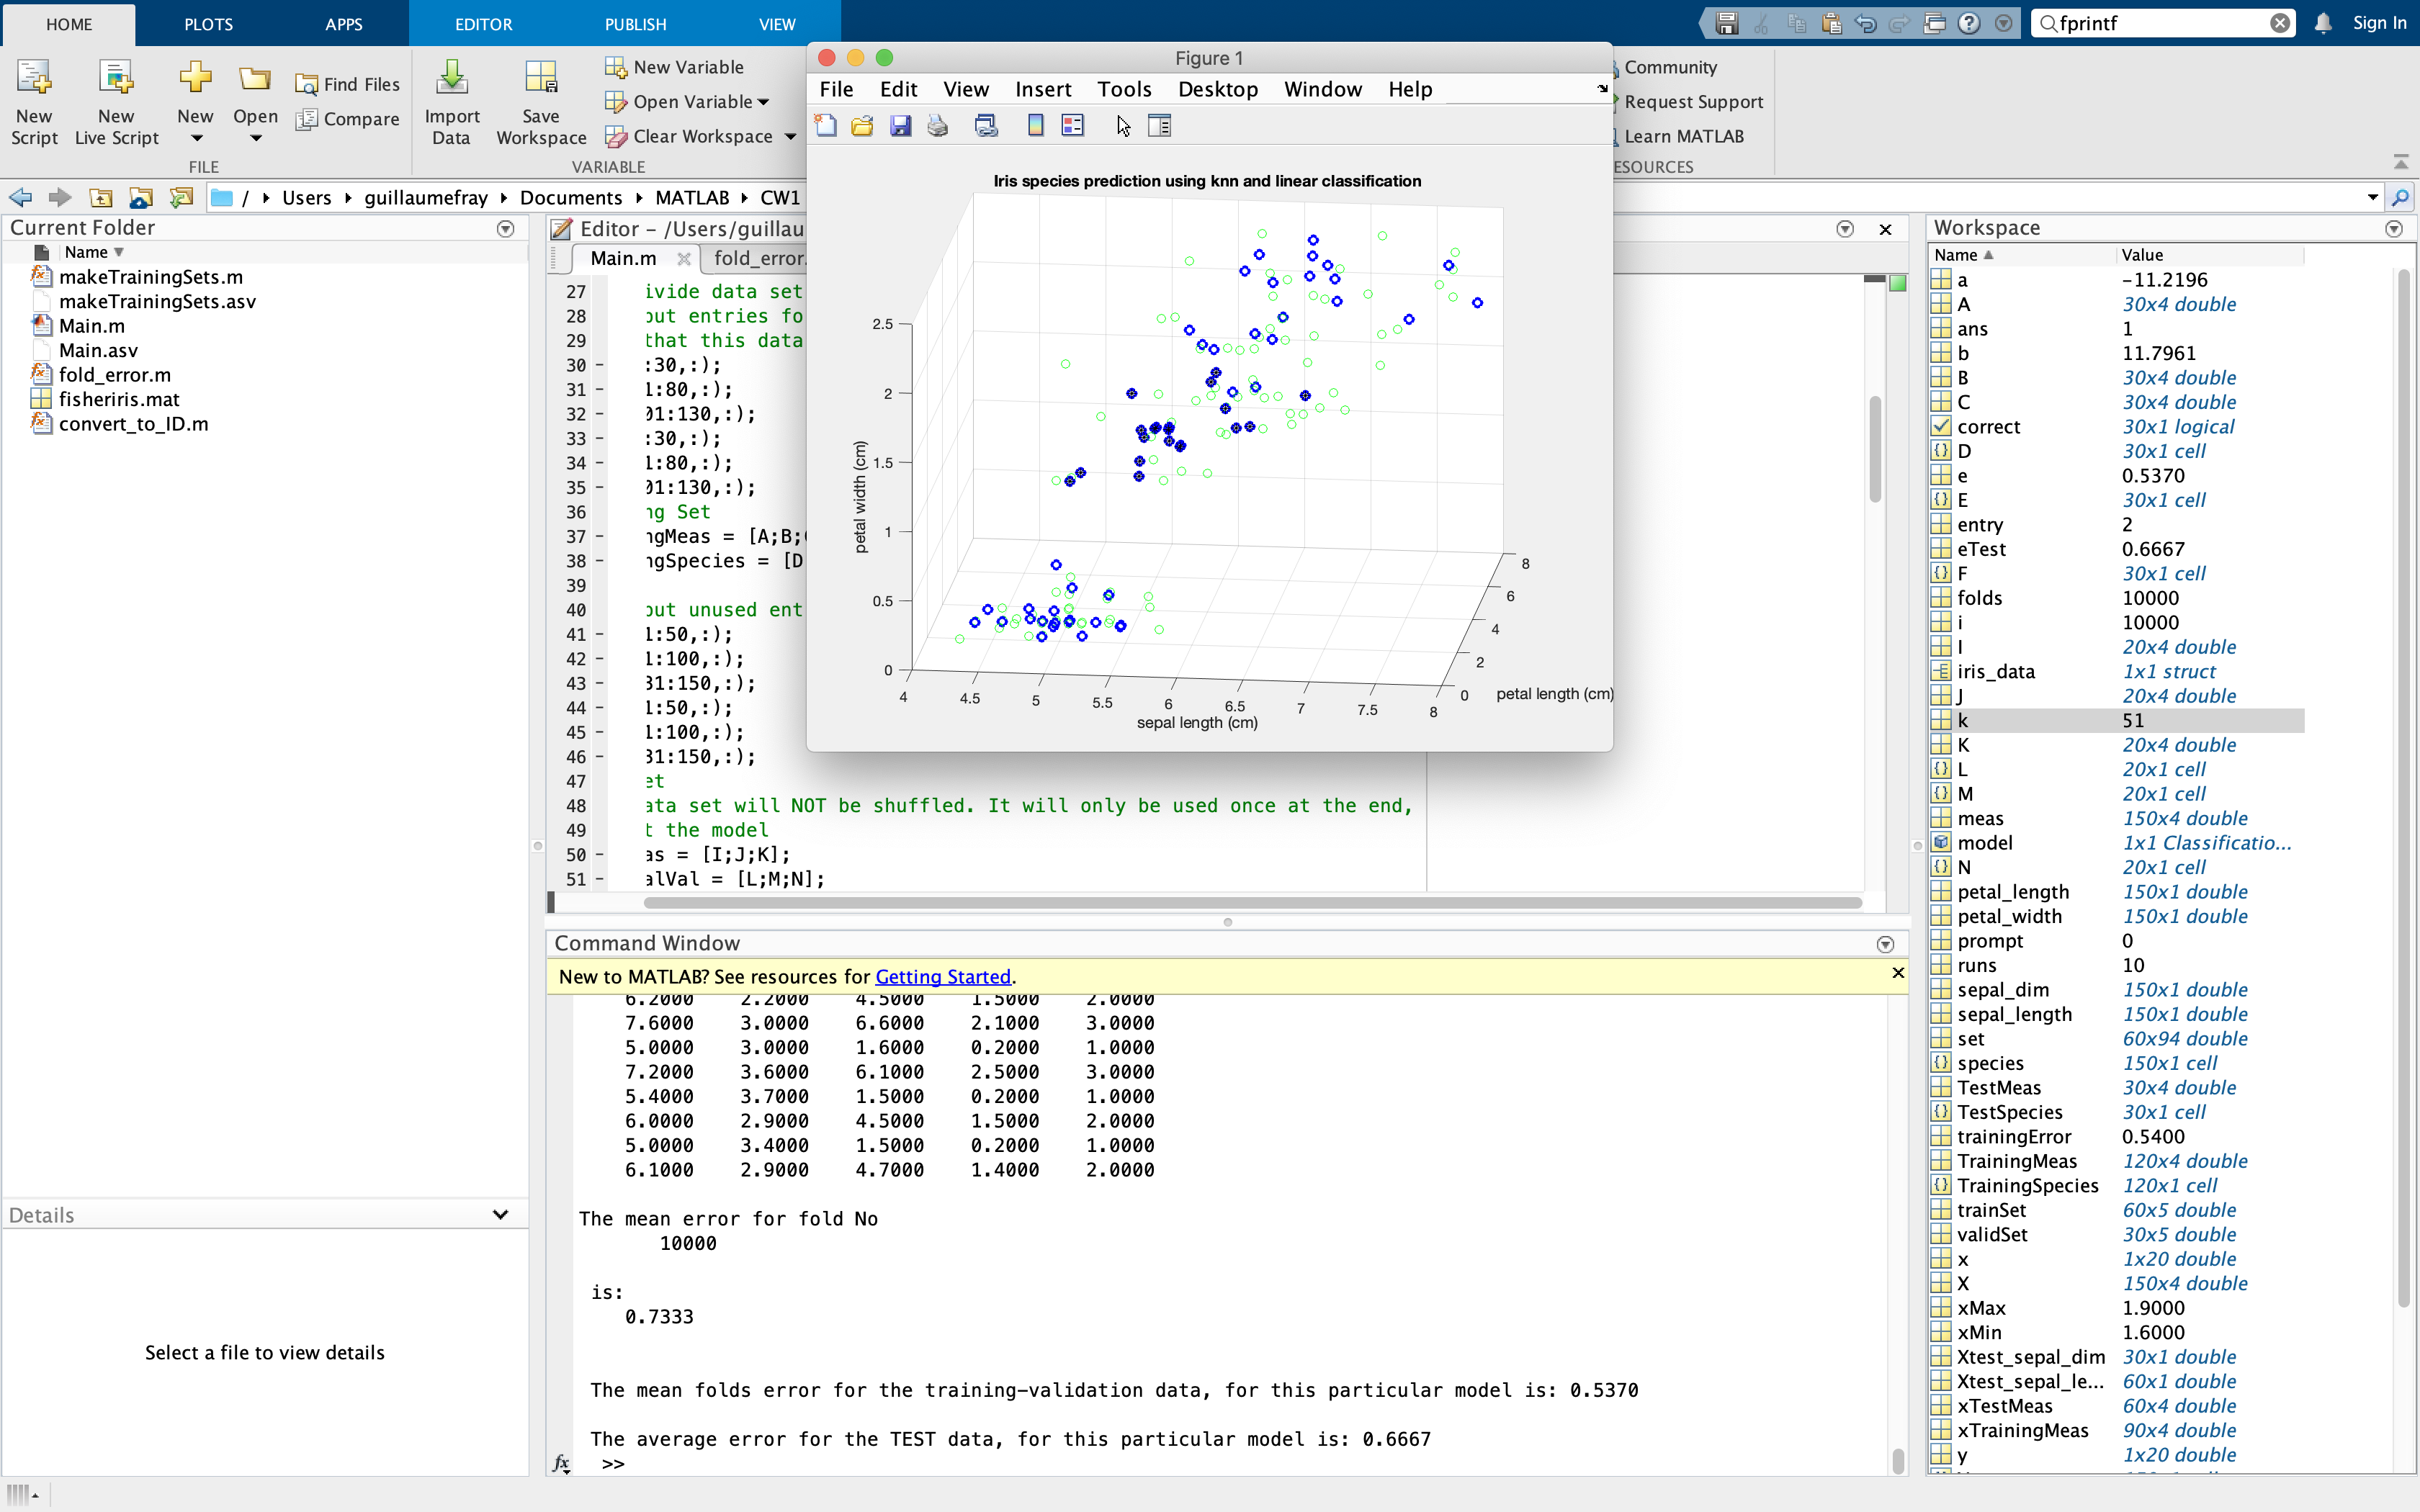 HOME PLOTS APPS EDITOR PUBLISH VIEW
fprintf
Sign In
New Script
New Live Script
New
Open
Find Files
Compare
FILE
Import Data
Save Workspace
New Variable
Open Variable
Clear Workspace
VARIABLE
Community
Request Support
Learn MATLAB
ESOURCES
/ Users guillaumefray Documents MATLAB CW1
Current Folder
Name
makeTrainingSets.m
makeTrainingSets.asv
Main.m
Main.asv
fold_error.m
fisheriris.mat
convert_to_ID.m
Details
Select a file to view details
Editor – /Users/guillau
Main.m fold_error.
27 ivide data set
28 out entries fo
29 that this data
30 – :30,:);
31 – 1:80,:);
32 – 01:130,:);
33 – :30,:);
34 – 1:80,:);
35 – 01:130,:);
36 ng Set
37 – ngMeas = [A;B;
38 – ngSpecies = [D
39
40 out unused ent
41 – 1:50,:);
42 – 1:100,:);
43 – 31:150,:);
44 – 1:50,:);
45 – 1:100,:);
46 – 31:150,:);
47 et
48 ata set will NOT be shuffled. It will only be used once at the end,
49 t the model
50 – as = [I;J;K];
51 – alVal = [L;M;N];
Figure 1
File Edit View Insert Tools Desktop Window Help
Iris species prediction using knn and linear classification
petal width (cm)
2.5
2
1.5
1
0.5
0
4 4.5 5 5.5 6 6.5 7 7.5 8
sepal length (cm)
0 2 4 6 8
petal length (cm)
Command Window
New to MATLAB? See resources for Getting Started.
6.2000 2.2000 4.5000 1.5000 2.0000
7.6000 3.0000 6.6000 2.1000 3.0000
5.0000 3.0000 1.6000 0.2000 1.0000
7.2000 3.6000 6.1000 2.5000 3.0000
5.4000 3.7000 1.5000 0.2000 1.0000
6.0000 2.9000 4.5000 1.5000 2.0000
5.0000 3.4000 1.5000 0.2000 1.0000
6.1000 2.9000 4.7000 1.4000 2.0000
The mean error for fold No
10000
is:
0.7333
The mean folds error for the training-validation data, for this particular model is: 0.5370
The average error for the TEST data, for this particular model is: 0.6667
fx >>
Workspace
Name Value
a -11.2196
A 30x4 double
ans 1
b 11.7961
B 30x4 double
C 30x4 double
correct 30x1 logical
D 30x1 cell
e 0.5370
E 30x1 cell
entry 2
eTest 0.6667
F 30x1 cell
folds 10000
i 10000
I 20x4 double
iris_data 1x1 struct
J 20x4 double
k 51
K 20x4 double
L 20x1 cell
M 20x1 cell
meas 150x4 double
model 1x1 Classificatio...
N 20x1 cell
petal_length 150x1 double
petal_width 150x1 double
prompt 0
runs 10
sepal_dim 150x1 double
sepal_length 150x1 double
set 60x94 double
species 150x1 cell
TestMeas 30x4 double
TestSpecies 30x1 cell
trainingError 0.5400
TrainingMeas 120x4 double
TrainingSpecies 120x1 cell
trainSet 60x5 double
validSet 30x5 double
x 1x20 double
X 150x4 double
xMax 1.9000
xMin 1.6000
Xtest_sepal_dim 30x1 double
Xtest_sepal_le... 60x1 double
xTestMeas 60x4 double
xTrainingMeas 90x4 double
y 1x20 double